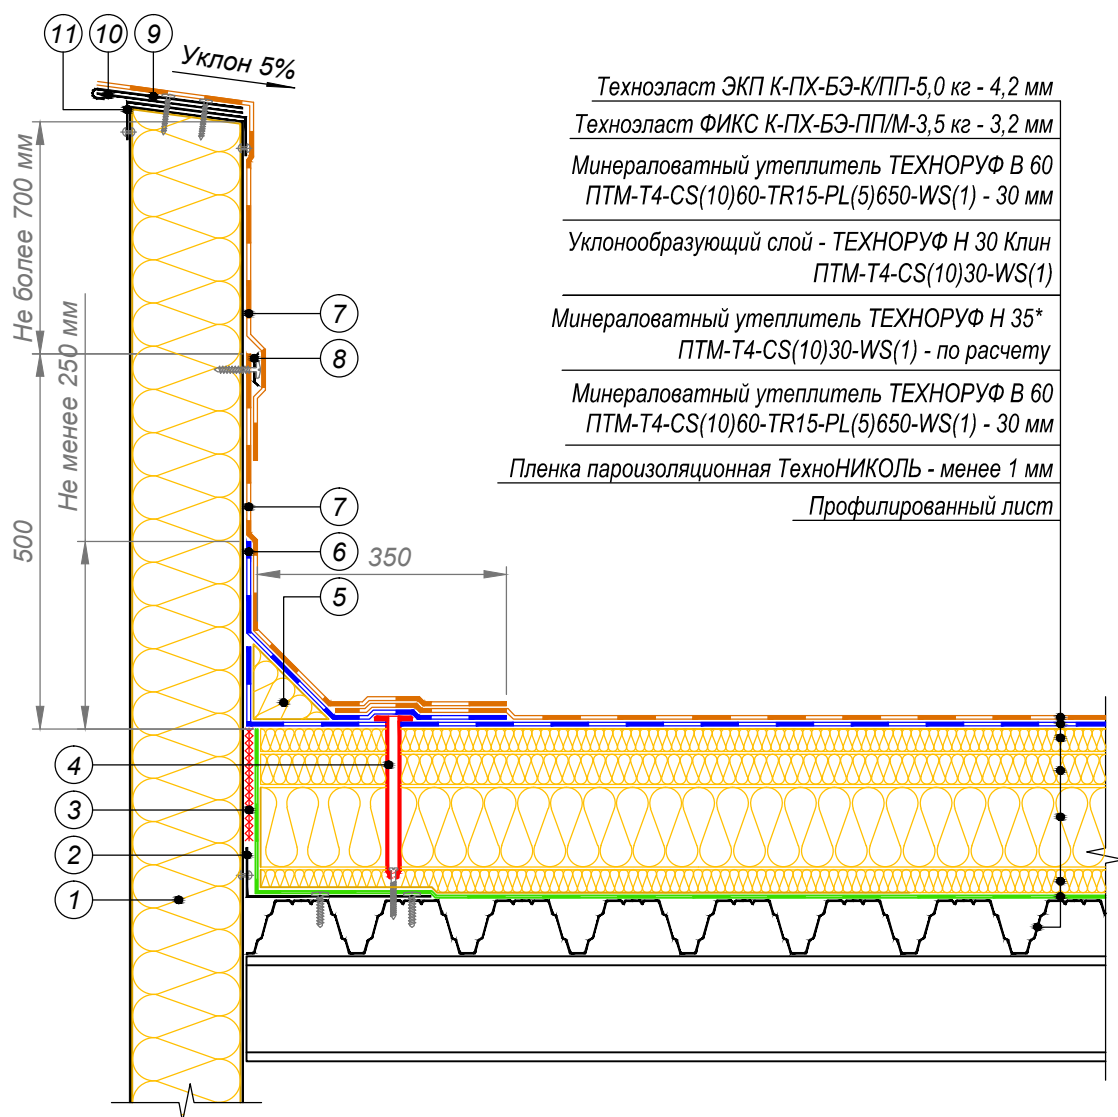 11 10 9
Уклон 5%
Техноэласт ЭКП К-ПХ-БЭ-К/ПП-5,0 кг - 4,2 мм
Техноэласт ФИКС К-ПХ-БЭ-ПП/М-3,5 кг - 3,2 мм
Минераловатный утеплитель ТЕХНОРУФ В 60
ПТМ-Т4-CS(10)60-TR15-PL(5)650-WS(1) - 30 мм
Уклонообразующий слой - ТЕХНОРУФ Н 30 Клин
ПТМ-Т4-CS(10)30-WS(1)
Минераловатный утеплитель ТЕХНОРУФ Н 35*
ПТМ-Т4-CS(10)30-WS(1) - по расчету
Минераловатный утеплитель ТЕХНОРУФ В 60
ПТМ-Т4-CS(10)60-TR15-PL(5)650-WS(1) - 30 мм
Пленка пароизоляционная ТехноНИКОЛЬ - менее 1 мм
Профилированный лист
Не более 700 мм
Не менее 250 мм
500
7
8
7
6
350
5
4
3
2
1